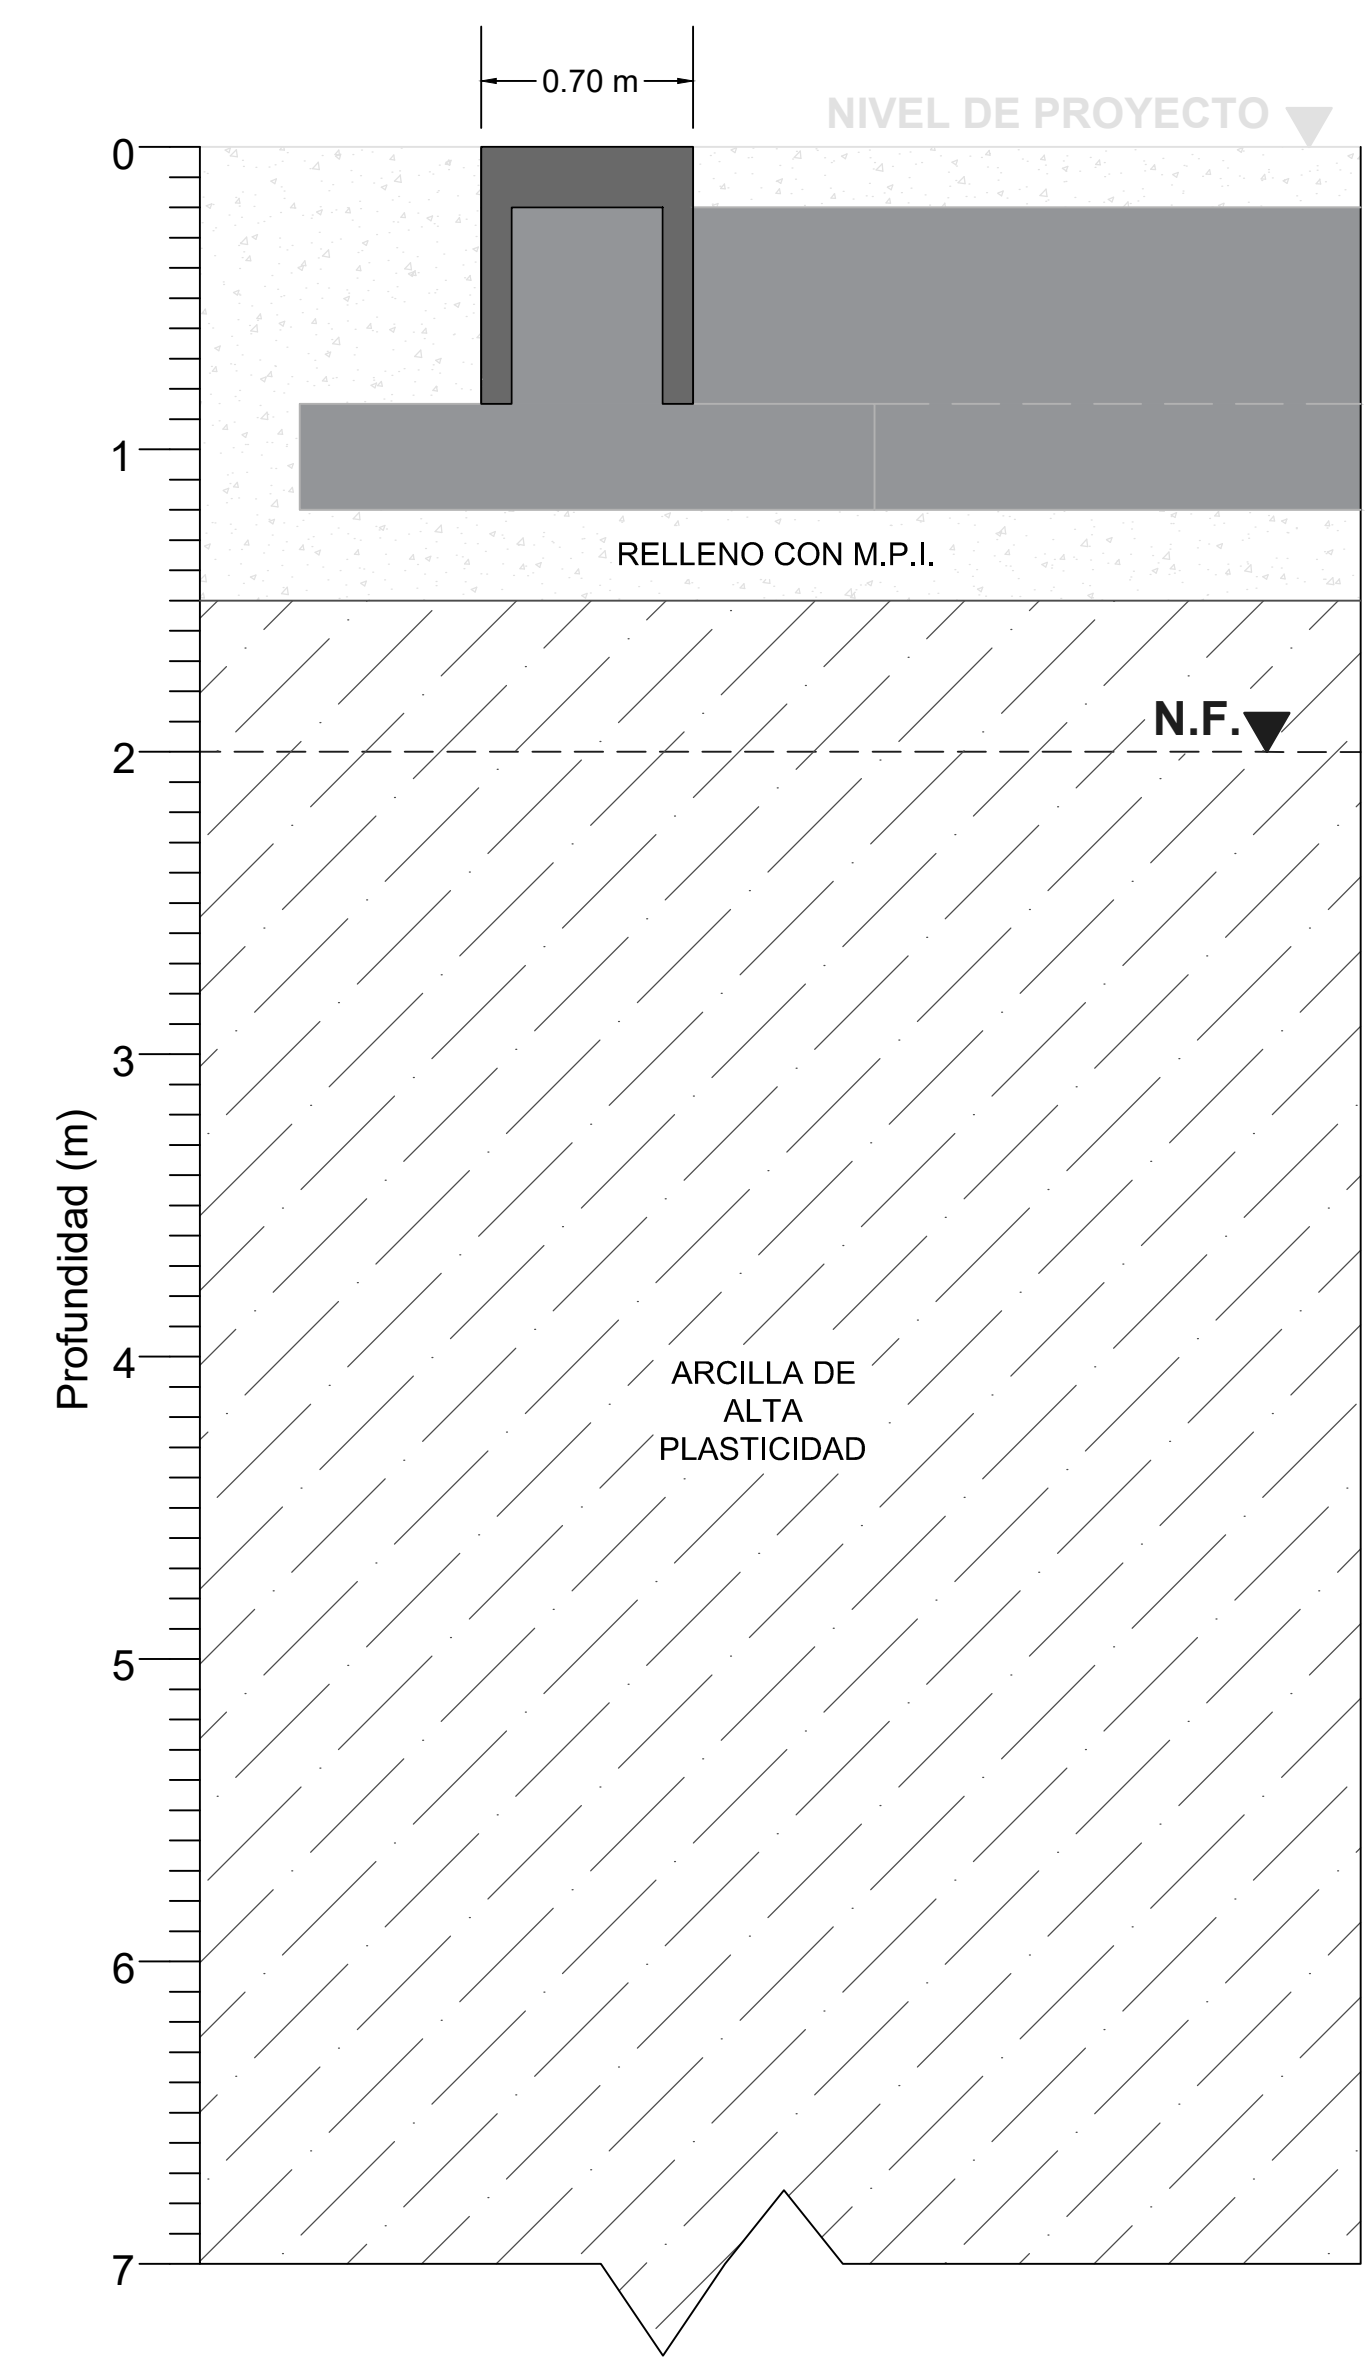 0.70 m
NIVEL DE PROYECTO
0
1
RELLENO CON M.P.I.
N.F.
2
3
Profundidad (m)
4
ARCILLA DE
ALTA
PLASTICIDAD
5
6
7